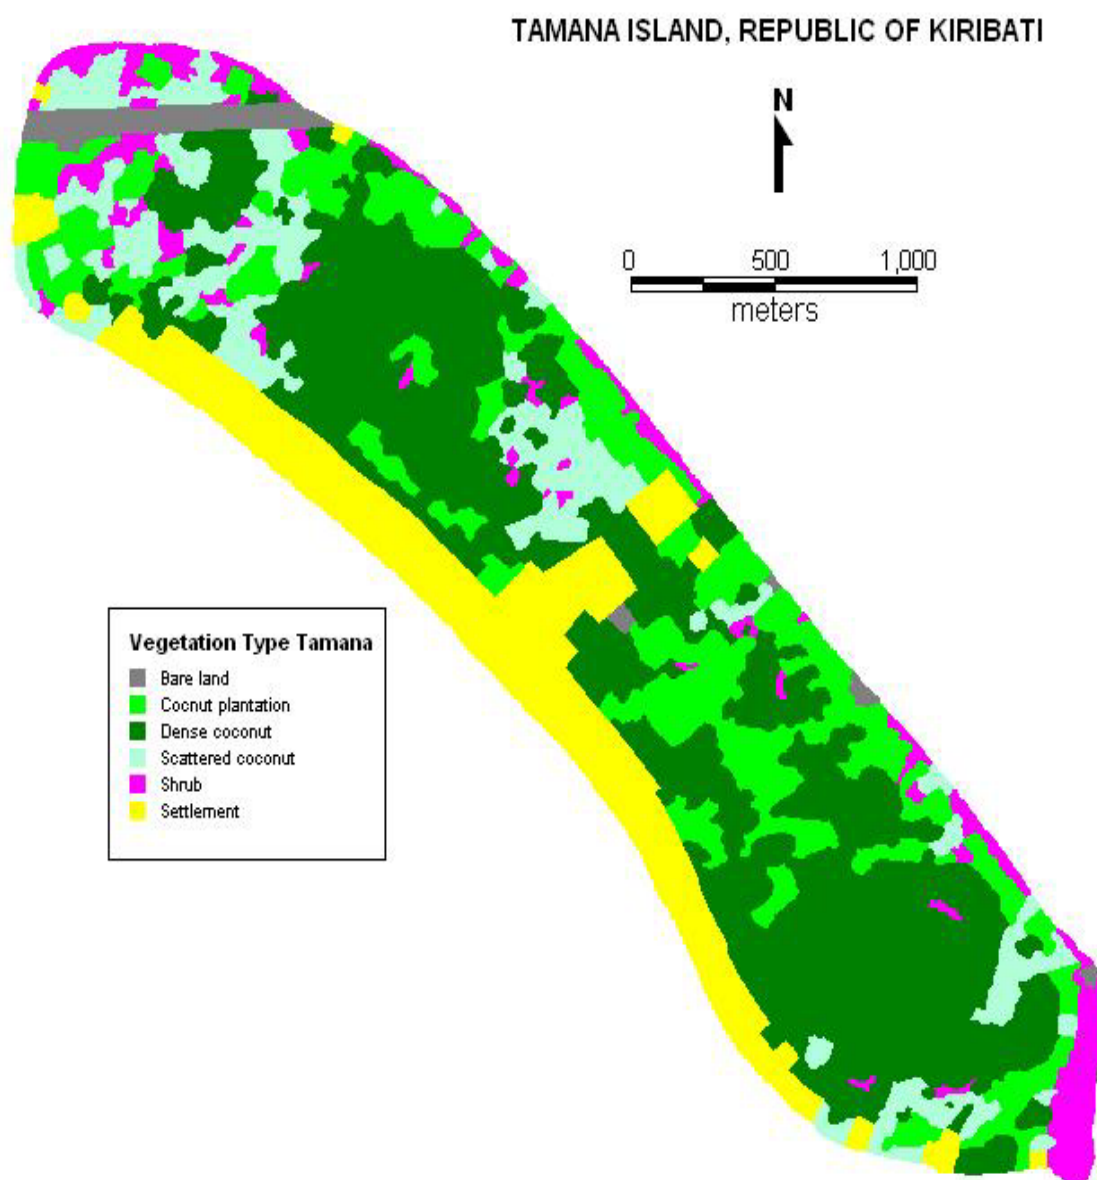 TAMANA ISLAND, REPUBLIC OF KIRIBATI
N
0 500 1,000
meters
Vegetation Type Tamana
Bare land
Cocnut plantation
Dense coconut
Scattered coconut
Shrub
Settlement